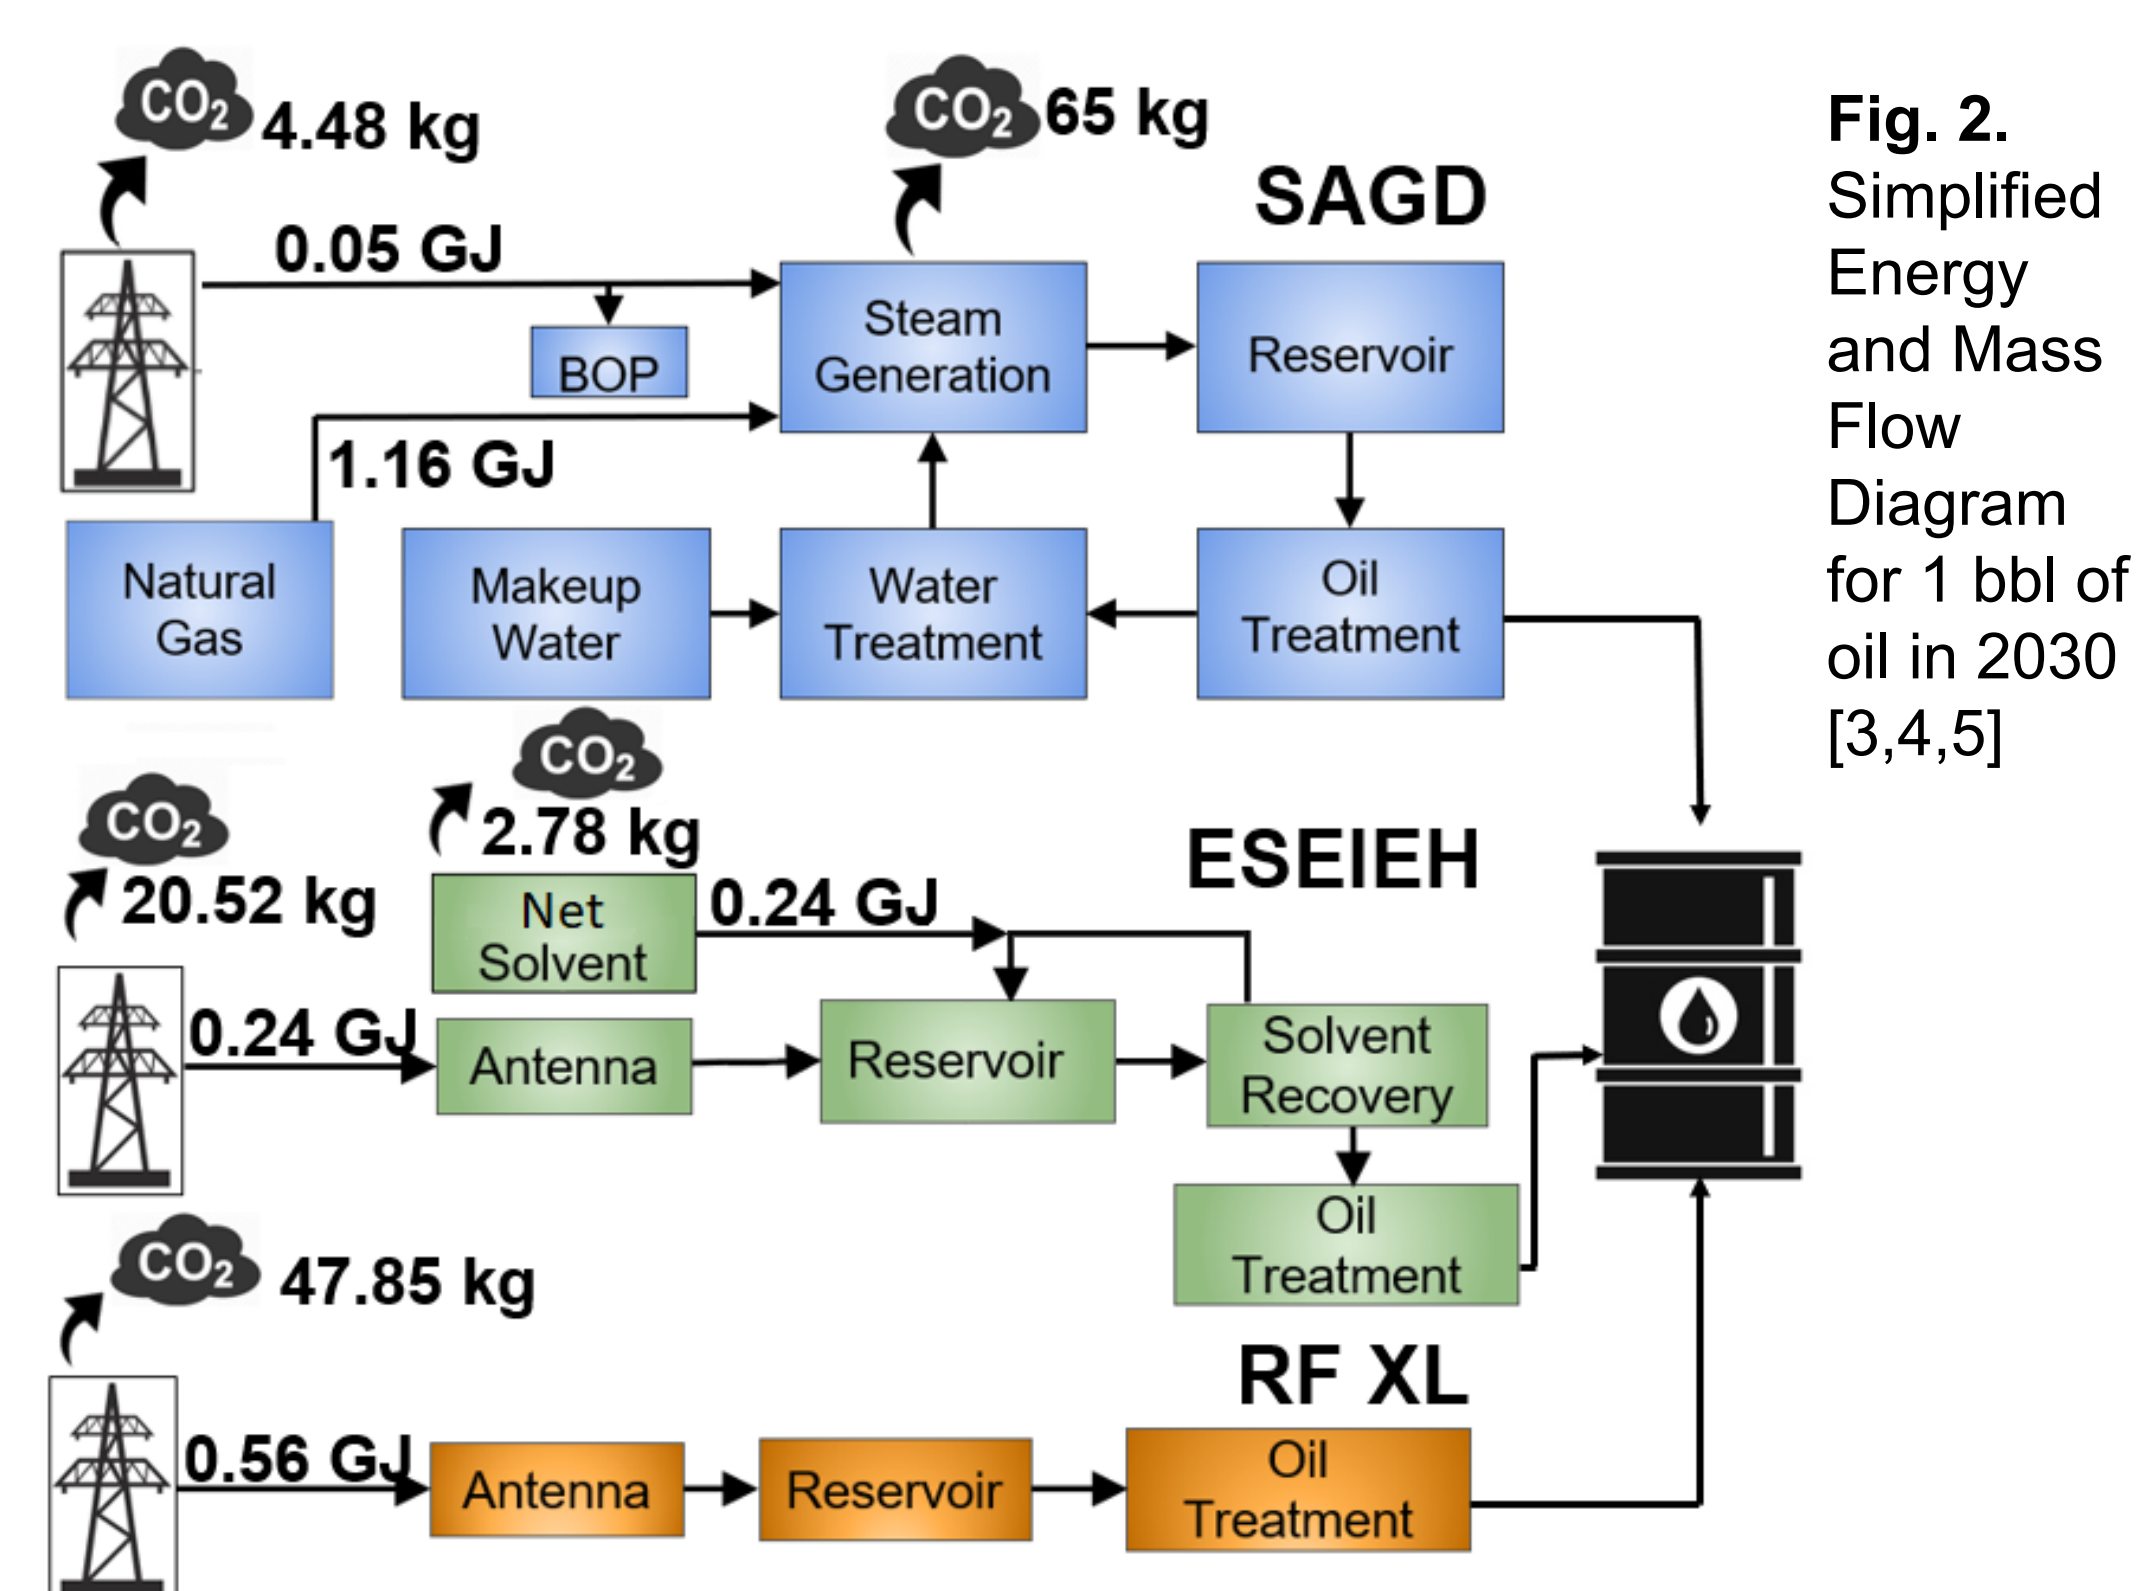 CO2
4.48 kg
CO2
65 kg
SAGD
0.05 GJ
BOP
Steam
Generation
Reservoir
1.16 GJ
Natural
Gas
Makeup
Water
Water
Treatment
Oil
Treatment
Fig. 2.
Simplified
Energy
and Mass
Flow
Diagram
for 1 bbl of
oil in 2030
[3,4,5]
CO2
2.78 kg
CO2
20.52 kg
ESEIEH
Net
Solvent
0.24 GJ
0.24 GJ
Antenna
Reservoir
Solvent
Recovery
Oil
Treatment
CO2
47.85 kg
RF XL
0.56 GJ
Antenna
Reservoir
Oil
Treatment